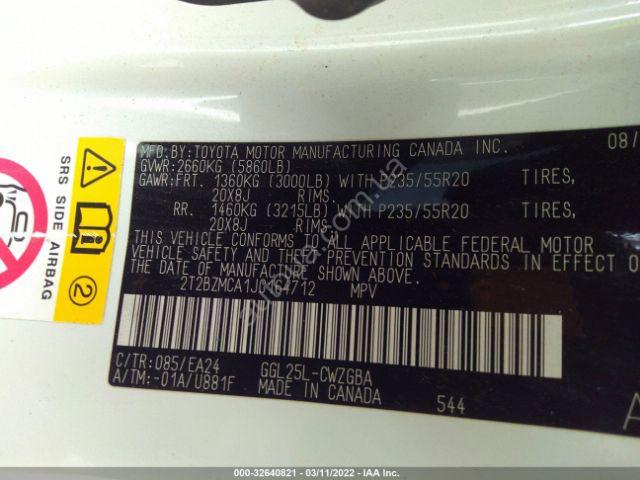 MFD.BY:TOYOTA MOTOR MANUFACTURING CANADA INC. 08/
GVWR:2660KG (5860LB)
GAWR:FRT. 1360KG (3000LB) WITH P235/55R20 TIRES,
20X8J RIMS,
RR. 1460KG (3215LB) WITH P235/55R20 TIRES,
20X8J RIMS.
THIS VEHICLE CONFORMS TO ALL APPLICABLE FEDERAL MOTOR
VEHICLE SAFETY AND THEFT PREVENTION STANDARDS IN EFFECT O
THE DATE OF MANUFACTURE SHOWN ABOVE.
MPV
C/TR:085/EA24 GGL25L-CWZGBA
A/TM:-01A/U881F MADE IN CANADA
544
A
SRS SIDE AIRBAG
2
© - 32640821 - 03/11/2022 - IAA Inc.